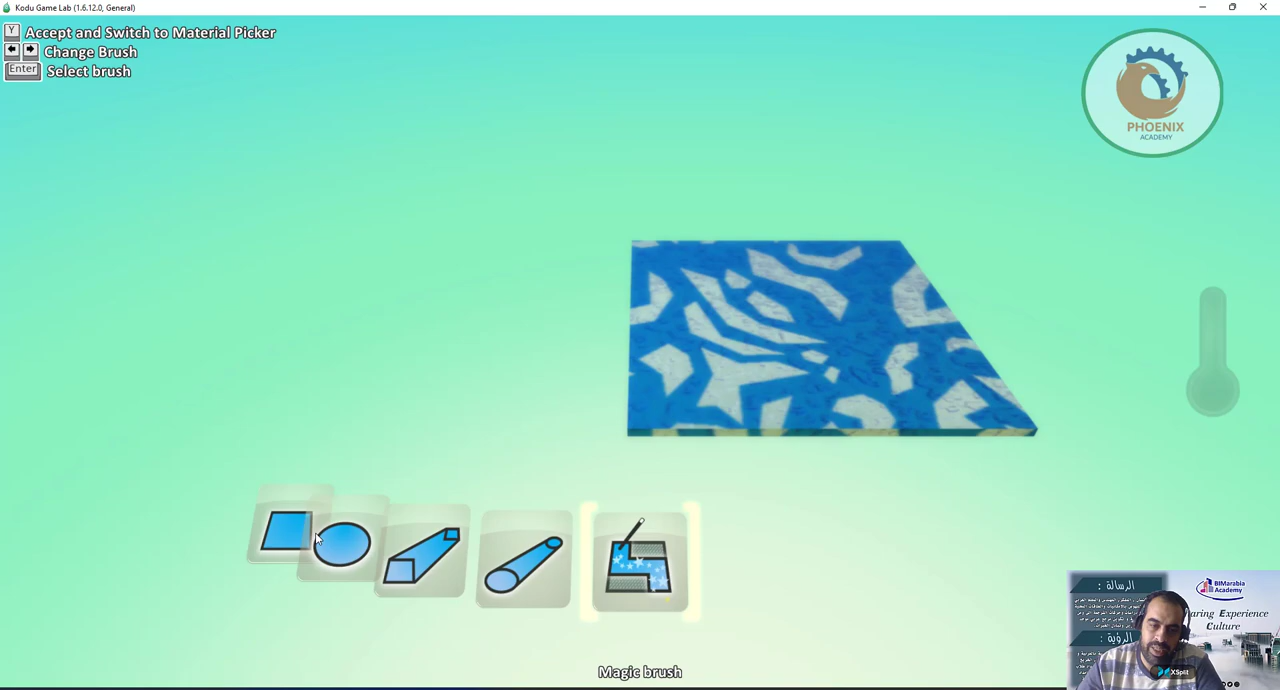 Kodu Game Lab (1.6.12.0, General)
Y Accept and Switch to Material Picker
Change Brush
Enter Select brush
PHOENIX
ACADEMY
الرسالة :
BIMarabia
Academy
haring Experience
Culture
الرؤية :
XSplit
Magic brush